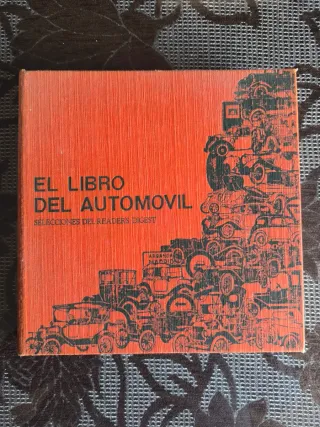 EL LIBRO
DEL AUTOMOVIL
SELECCIONES DEL READER'S DIGEST